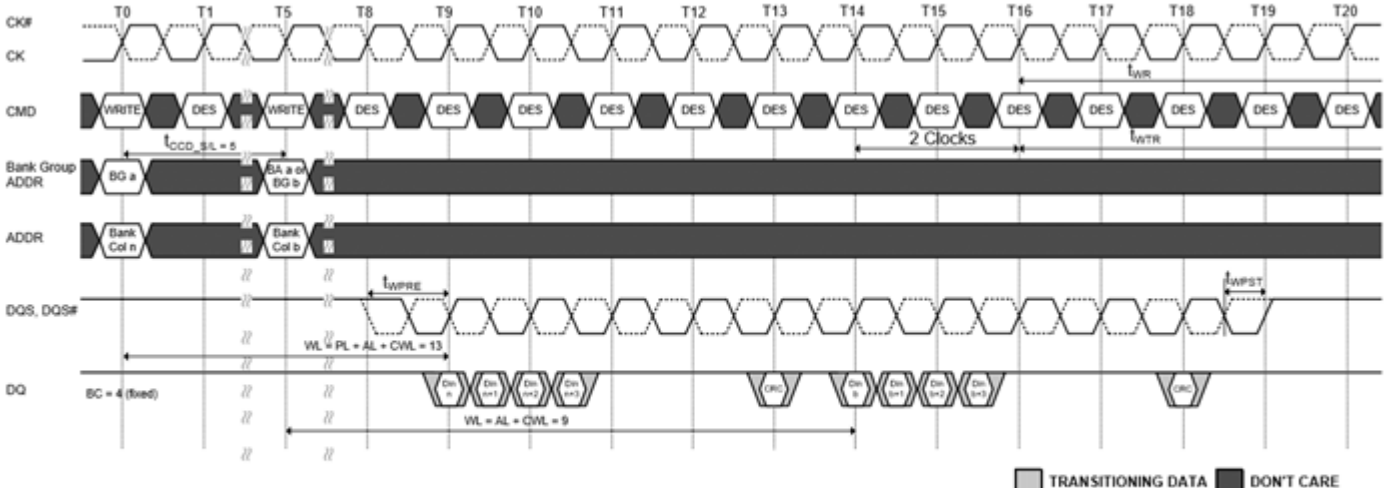 T0 T1 T5 T8 T9 T10 T11 T12 T13 T14 T15 T16 T17 T18 T19 T20
CK#
CK
tWR
CMD WRITE DES WRITE DES DES DES DES DES DES DES DES DES DES DES DES DES
tCCD_S/L = 5
2 Clocks
tWTR
Bank Group
ADDR
BG a
BA a or
BG b
ADDR
Bank
Col n
Bank
Col b
tWPRE
tWPST
DQS, DQS#
WL = PL + AL + CWL = 13
DQ
BC = 4 (fixed)
Din
n
Din
n+1
Din
n+2
Din
n+3
CRC
Din
b
Din
b+1
Din
b+2
Din
b+3
CRC
WL = AL + CWL = 9
TRANSITIONING DATA DON'T CARE